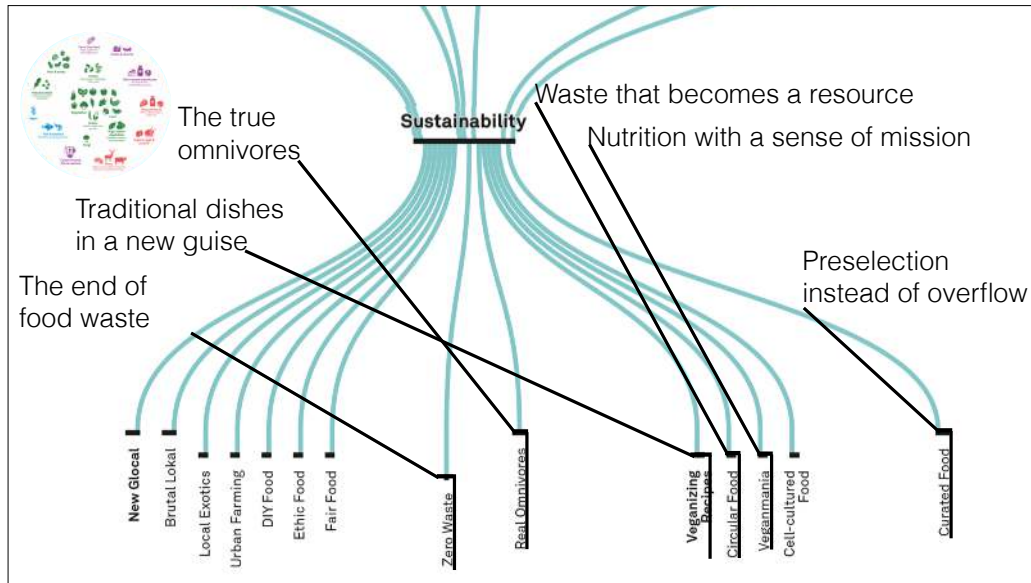 Sustainability
The true
omnivores
Waste that becomes a resource
Nutrition with a sense of mission
Traditional dishes
in a new guise
The end of
food waste
Preselection
instead of overflow
New Glocal
Brutal Lokal
Local Exotics
Urban Farming
DIY Food
Ethic Food
Fair Food
Zero Waste
Real Omnivores
Veganizing
Recipes
Circular Food
Veganmania
Cell-cultured
Food
Curated Food